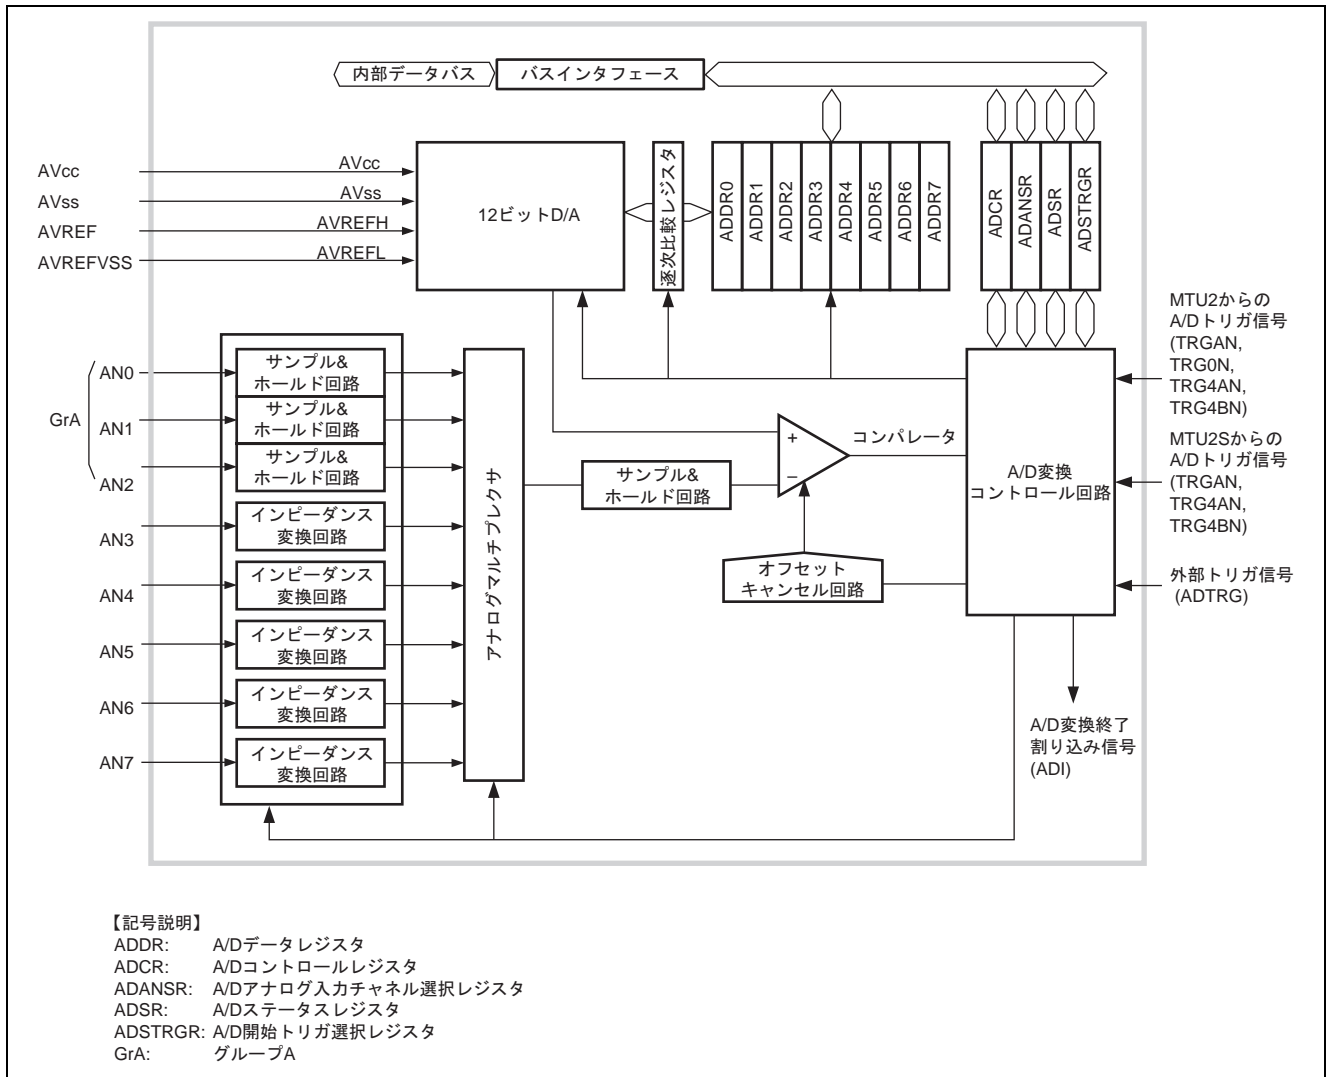 内部データバス
バスインタフェース
AVcc
AVss
AVREF
AVREFVSS
AVcc
AVss
AVREFH
AVREFL
12ビットD/A
逐次比較レジスタ
ADDR0
ADDR1
ADDR2
ADDR3
ADDR4
ADDR5
ADDR6
ADDR7
ADCR
ADANSR
ADSR
ADSTRGR
GrA
AN0
AN1
AN2
AN3
AN4
AN5
AN6
AN7
サンプル&
ホールド回路
サンプル&
ホールド回路
サンプル&
ホールド回路
インピーダンス
変換回路
インピーダンス
変換回路
インピーダンス
変換回路
インピーダンス
変換回路
インピーダンス
変換回路
アナログマルチプレクサ
サンプル&
ホールド回路
+
−
コンパレータ
オフセット
キャンセル回路
A/D変換
コントロール回路
MTU2からの
A/Dトリガ信号
(TRGAN,
TRG0N,
TRG4AN,
TRG4BN)
MTU2Sからの
A/Dトリガ信号
(TRGAN,
TRG4AN,
TRG4BN)
外部トリガ信号
(ADTRG)
A/D変換終了
割り込み信号
(ADI)
【記号説明】
ADDR: A/Dデータレジスタ
ADCR: A/Dコントロールレジスタ
ADANSR: A/Dアナログ入力チャネル選択レジスタ
ADSR: A/Dステータスレジスタ
ADSTRGR: A/D開始トリガ選択レジスタ
GrA: グループA